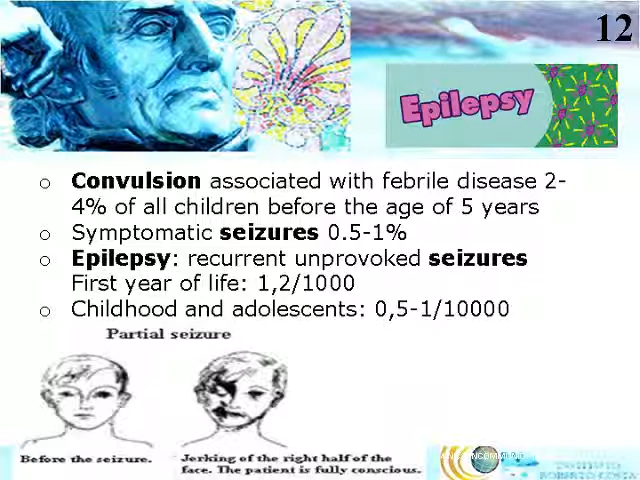 12
Epilepsy
o Convulsion associated with febrile disease 2-
4% of all children before the age of 5 years
o Symptomatic seizures 0.5-1%
o Epilepsy: recurrent unprovoked seizures
First year of life: 1,2/1000
o Childhood and adolescents: 0,5-1/10000
Partial seizure
Before the seizure.
Jerking of the right half of the
face. The patient is fully conscious.